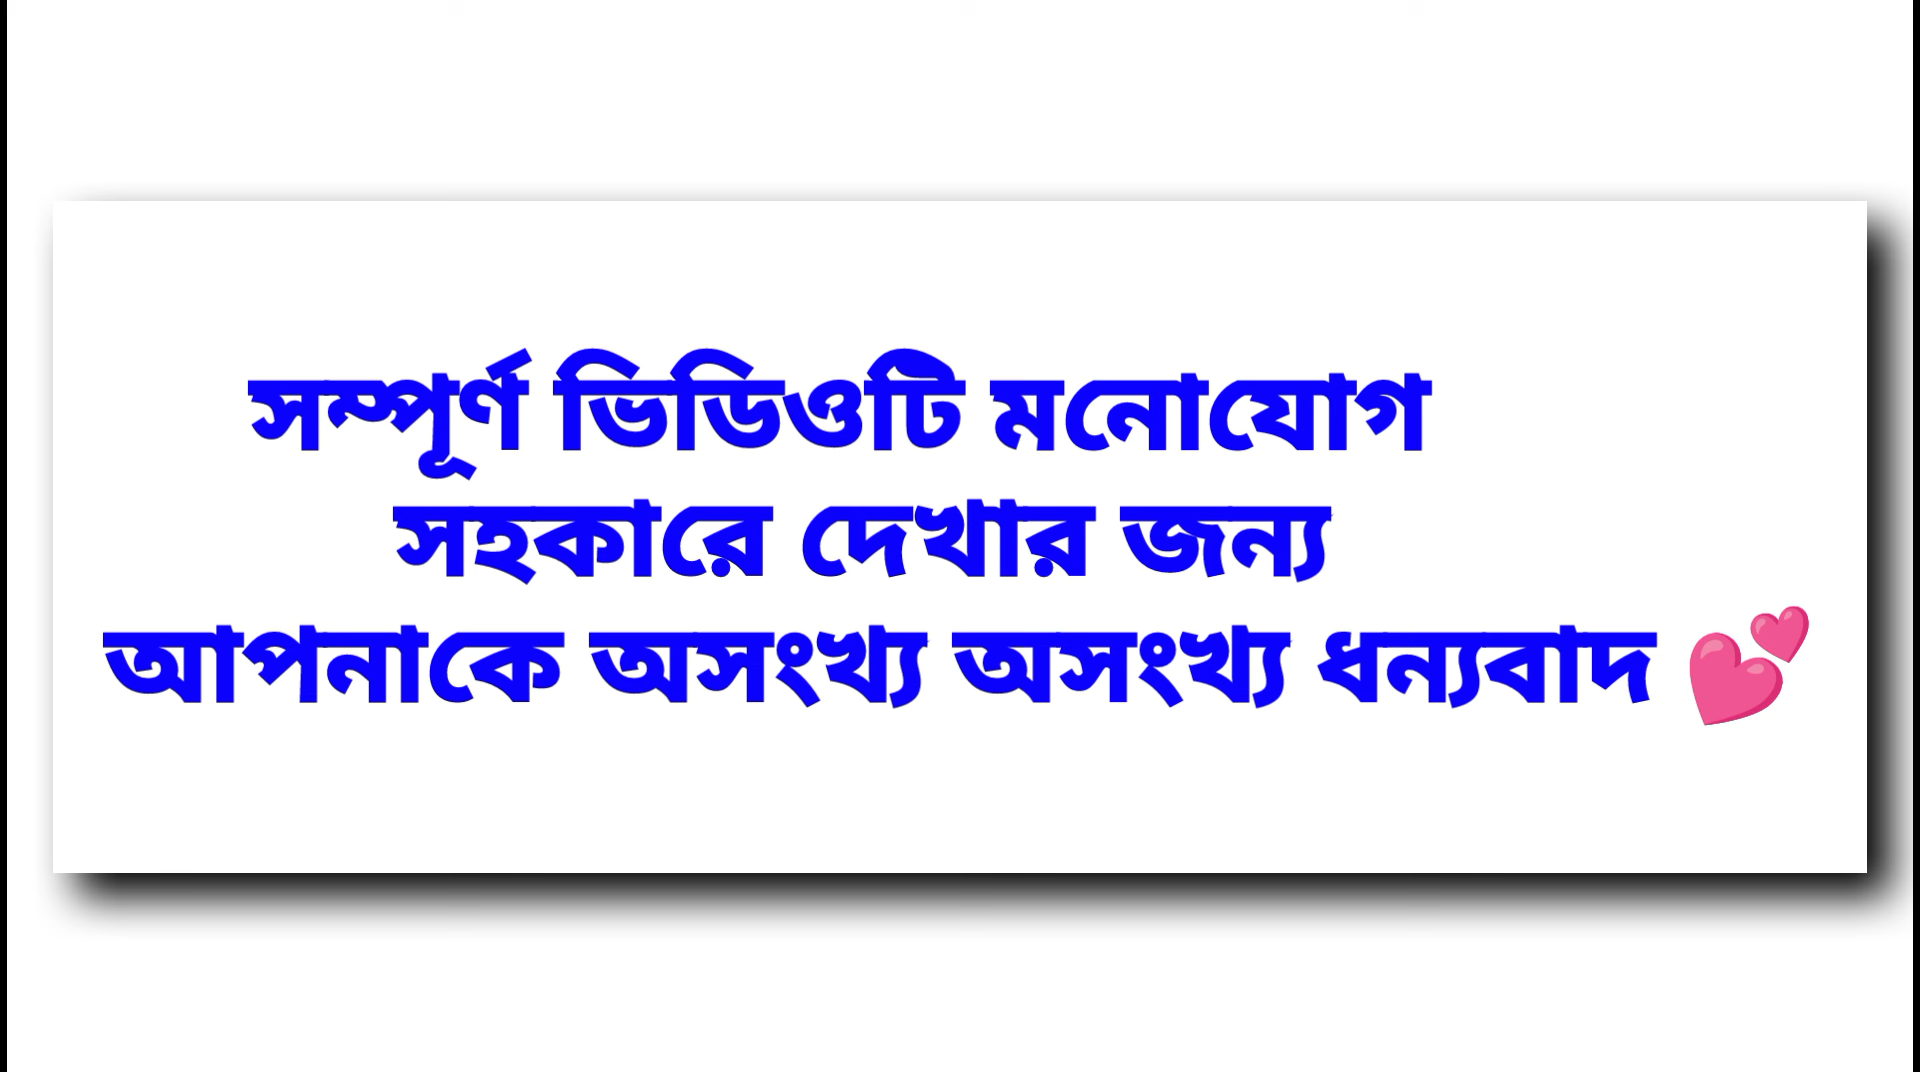 সম্পূর্ণ ভিডিওটি মনোযোগ
সহকারে দেখার জন্য
আপনাকে অসংখ্য অসংখ্য ধন্যবাদ 💕